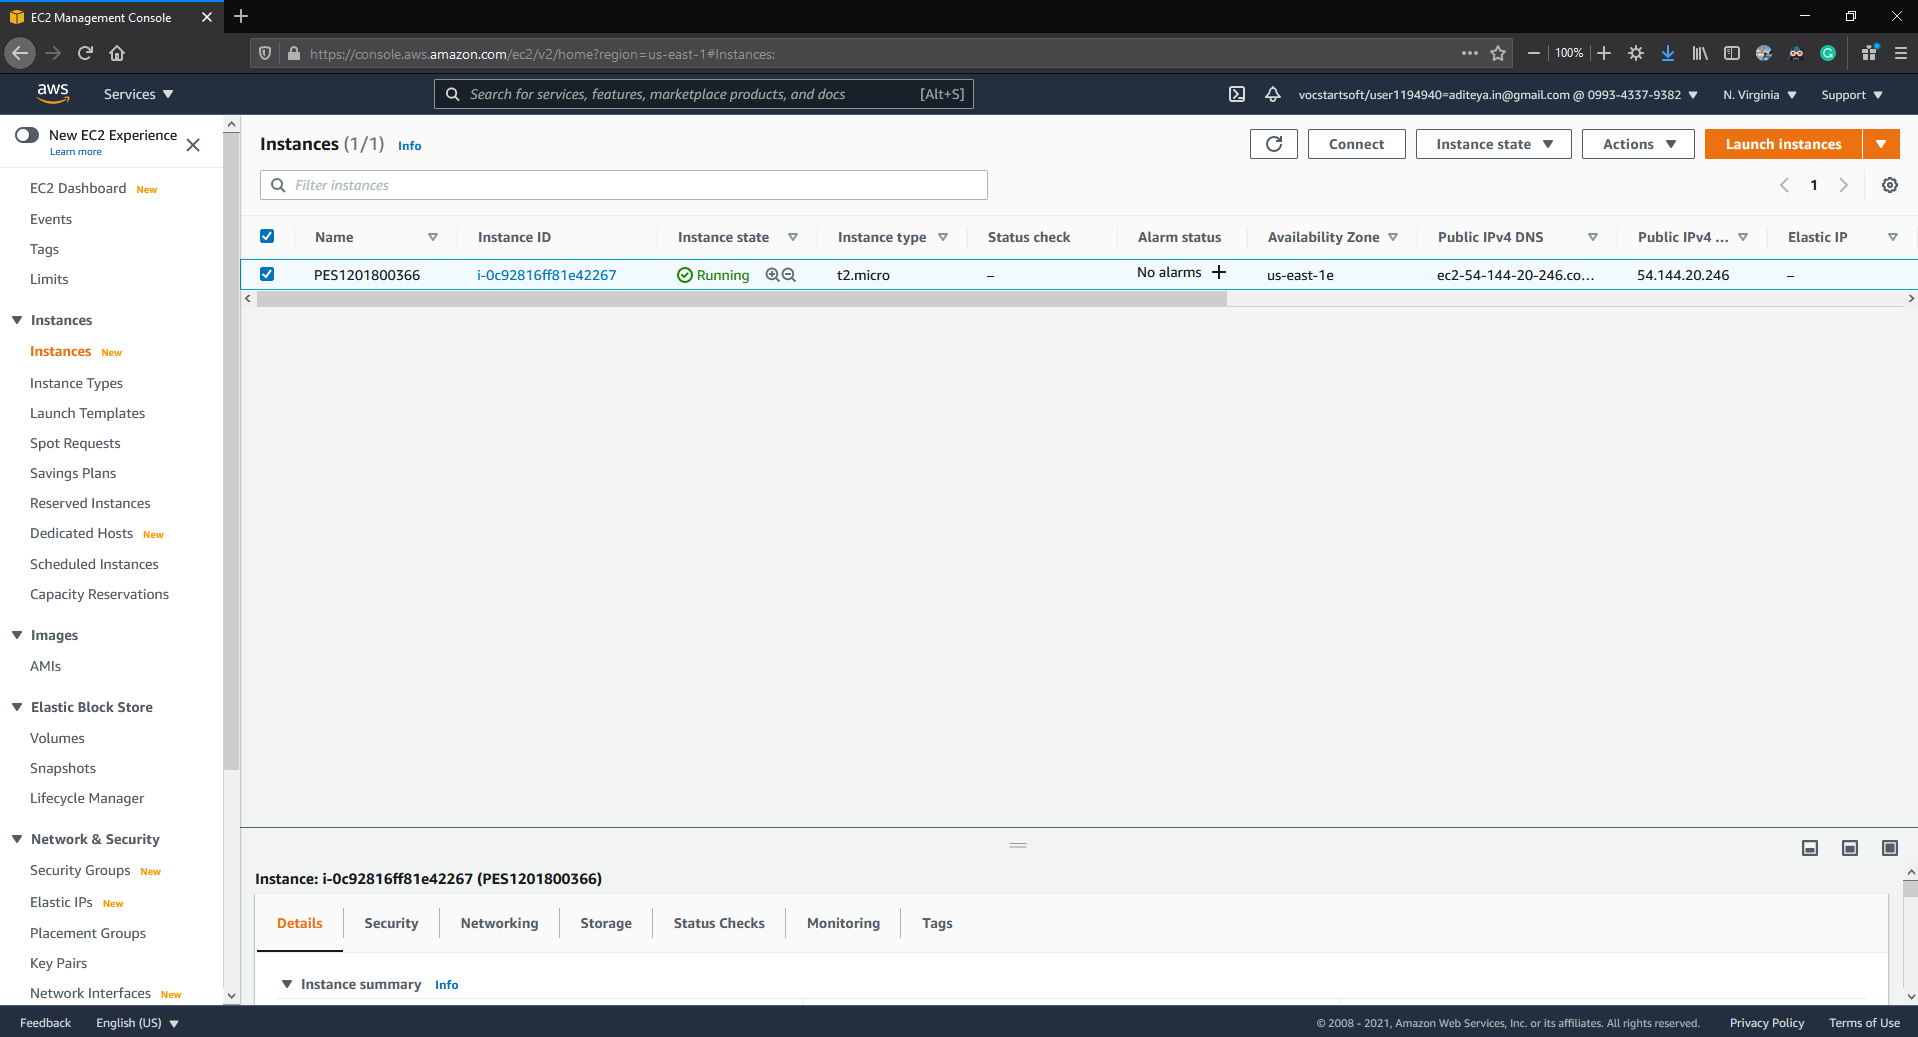 EC2 Management Console
https://console.aws.amazon.com/ec2/v2/home?region=us-east-1#Instances:
100%
aws
Services
Search for services, features, marketplace products, and docs [Alt+S]
vocstartsoft/user1194940=aditeya.in@gmail.com @ 0993-4337-9382
N. Virginia
Support
New EC2 Experience
Learn more
EC2 Dashboard New
Events
Tags
Limits
Instances
Instances New
Instance Types
Launch Templates
Spot Requests
Savings Plans
Reserved Instances
Dedicated Hosts New
Scheduled Instances
Capacity Reservations
Images
AMIs
Elastic Block Store
Volumes
Snapshots
Lifecycle Manager
Network & Security
Security Groups New
Elastic IPs New
Placement Groups
Key Pairs
Network Interfaces New
Instances (1/1) Info
Connect
Instance state
Actions
Launch instances
Filter instances
1
Name Instance ID Instance state Instance type Status check Alarm status Availability Zone Public IPv4 DNS Public IPv4 ... Elastic IP
PES1201800366 i-0c92816ff81e42267 Running t2.micro – No alarms + us-east-1e ec2-54-144-20-246.co... 54.144.20.246 –
Instance: i-0c92816ff81e42267 (PES1201800366)
Details Security Networking Storage Status Checks Monitoring Tags
Instance summary Info
Feedback English (US)
© 2008 - 2021, Amazon Web Services, Inc. or its affiliates. All rights reserved. Privacy Policy Terms of Use